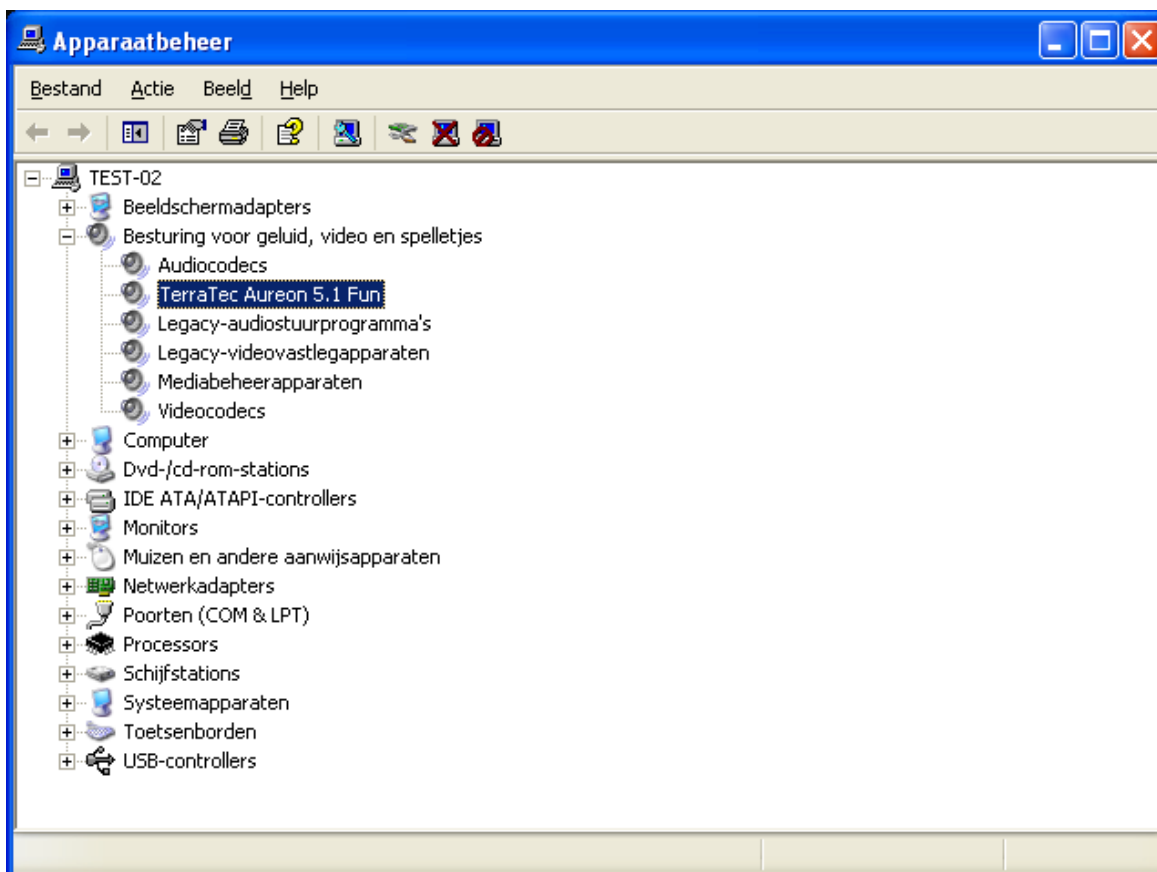 Apparaatbeheer
Bestand Actie Beeld Help
TEST-02
Beeldschermadapters
Besturing voor geluid, video en spelletjes
Audiocodecs
TerraTec Aureon 5.1 Fun
Legacy-audiostuurprogramma's
Legacy-videovastlegapparaten
Mediabeheerapparaten
Videocodecs
Computer
Dvd-/cd-rom-stations
IDE ATA/ATAPI-controllers
Monitors
Muizen en andere aanwijsapparaten
Netwerkadapters
Poorten (COM & LPT)
Processors
Schijfstations
Systeemapparaten
Toetsenborden
USB-controllers